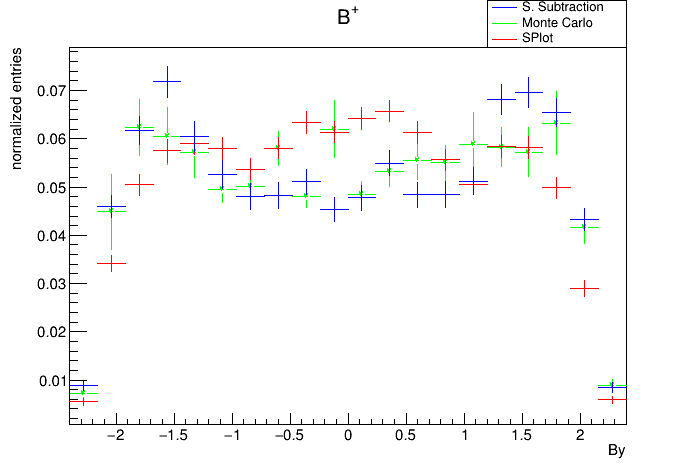 B+
S. Subtraction
Monte Carlo
SPlot
normalized entries
0.07
0.06
0.05
0.04
0.03
0.02
0.01
−2 −1.5 −1 −0.5 0 0.5 1 1.5 2
By